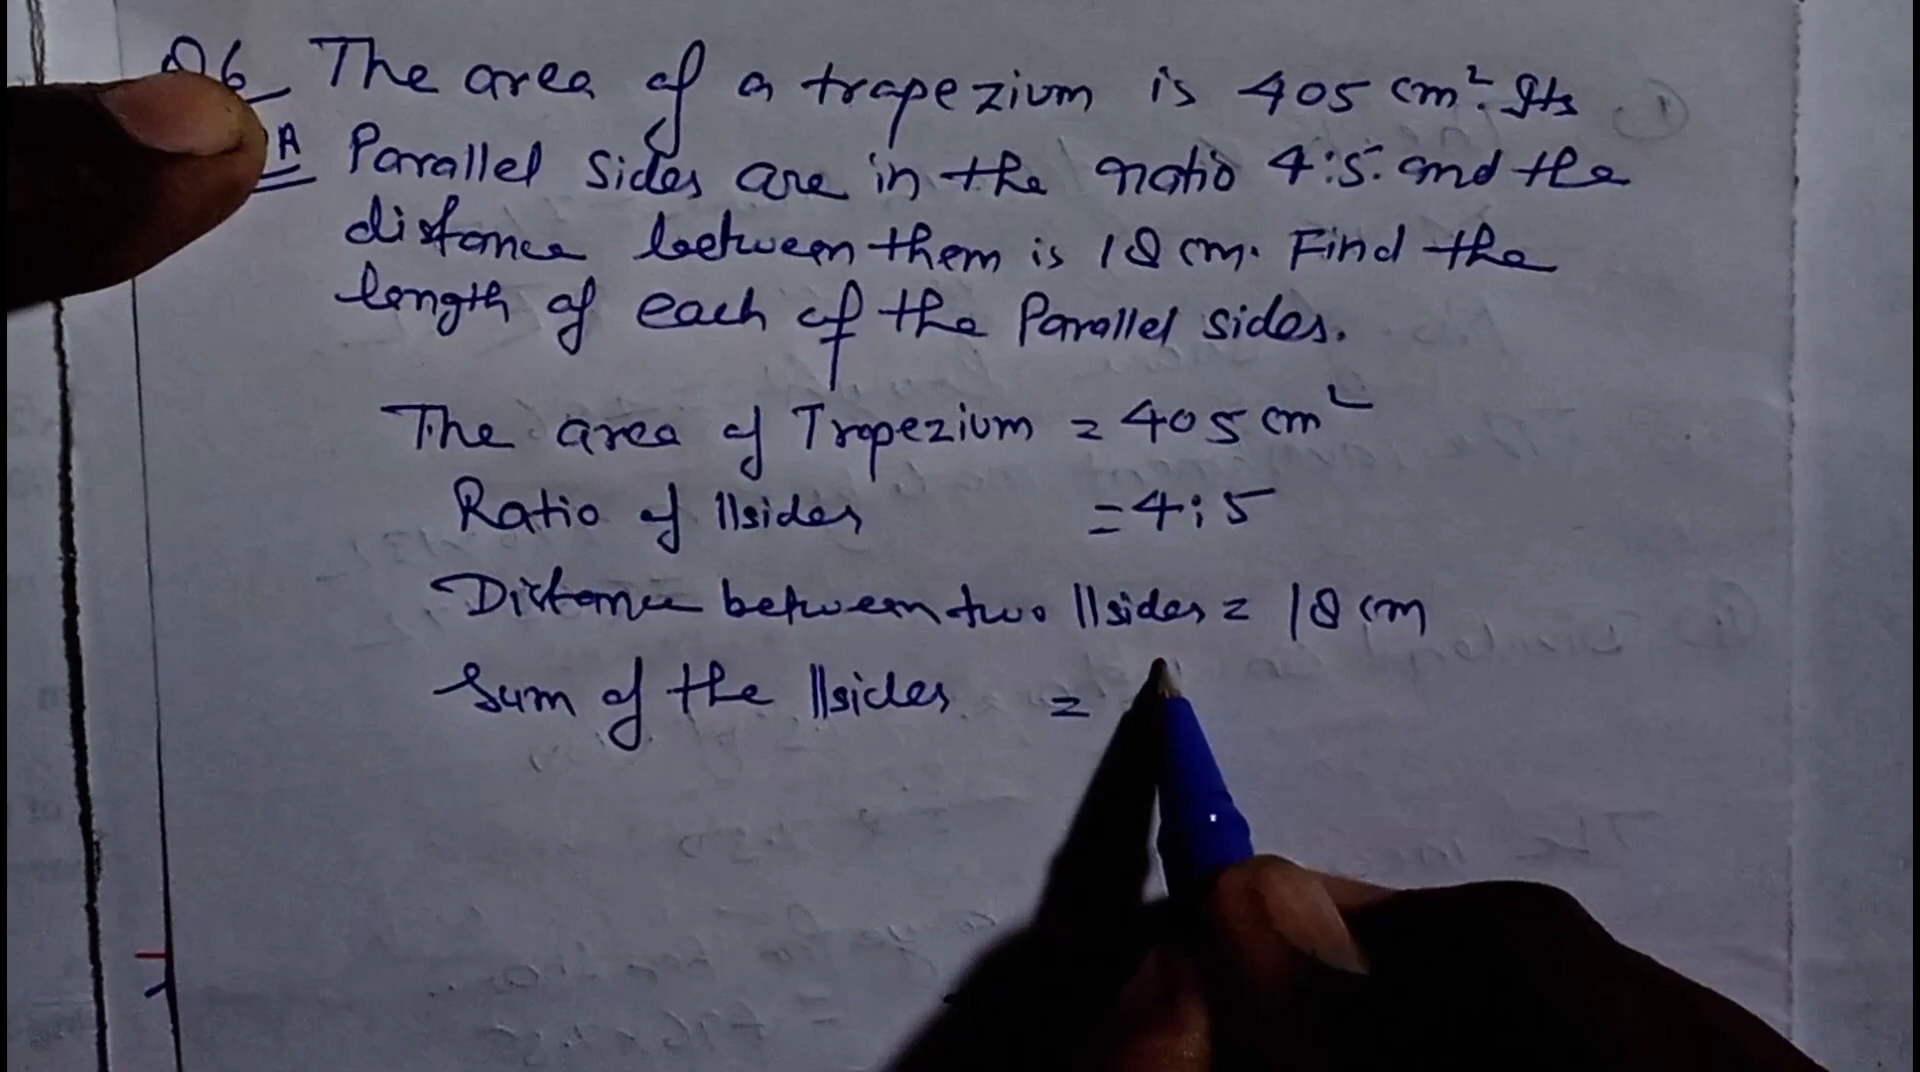 Q6 The area of a trapezium is 405 cm². Its
A Parallel sides are in the ratio 4:5. and the
distance between them is 18 cm. Find the
length of each of the Parallel sides.
The area of Trapezium = 405 cm²
Ratio of ||sides = 4:5
Distance between two ||sides = 18 cm
Sum of the ||sides =